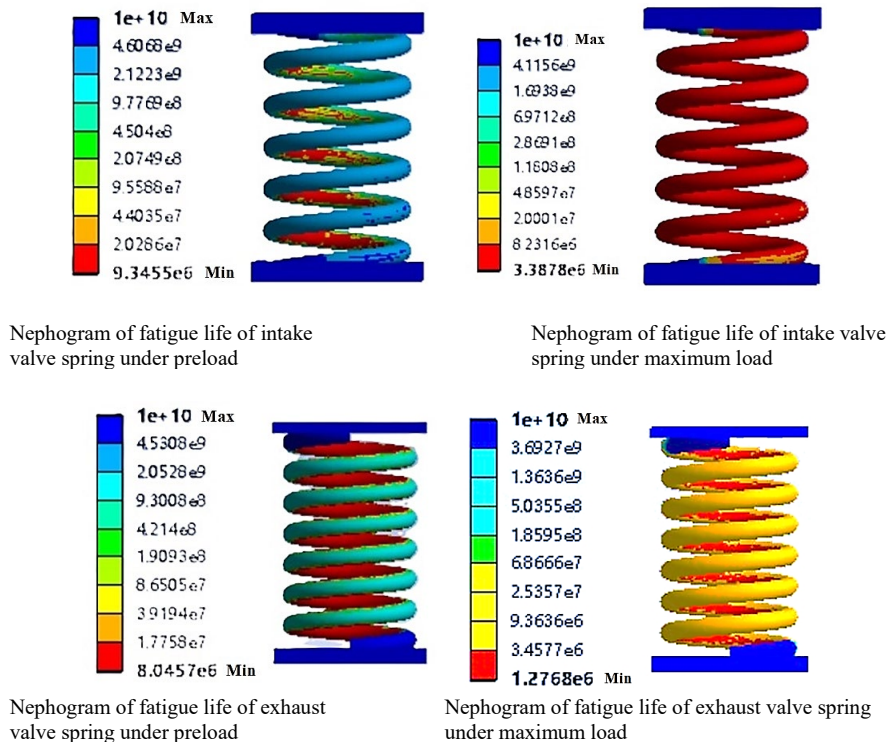 1e+10 Max
4.6068e9
2.1223e9
9.7769e8
4.504e8
2.0749e8
9.5588e7
4.4035e7
2.0286e7
9.3455e6 Min
1e+10 Max
4.1156e9
1.6938e9
6.9712e8
2.8691e8
1.1808e8
4.8597e7
2.0001e7
8.2316e6
3.3878e6 Min
Nephogram of fatigue life of intake
valve spring under preload
Nephogram of fatigue life of intake valve
spring under maximum load
1e+10 Max
4.5308e9
2.0528e9
9.3008e8
4.214e8
1.9093e8
8.6505e7
3.9194e7
1.7758e7
8.0457e6 Min
1e+10 Max
3.6927e9
1.3636e9
5.0355e8
1.8595e8
6.8666e7
2.5357e7
9.3636e6
3.4577e6
1.2768e6 Min
Nephogram of fatigue life of exhaust
valve spring under preload
Nephogram of fatigue life of exhaust valve spring
under maximum load